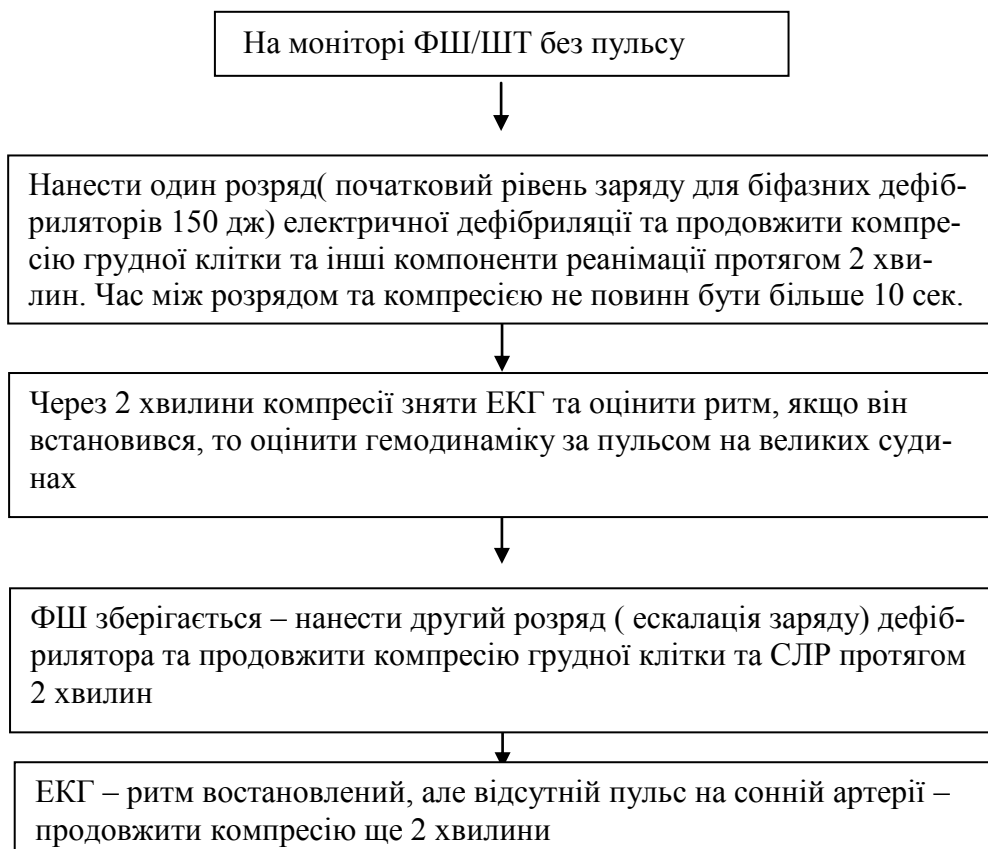 На моніторі ФШ/ШТ без пульсу
Нанести один розряд( початковий рівень заряду для біфазних дефіб-
риляторів 150 дж) електричної дефібриляції та продовжити компре-
сію грудної клітки та інші компоненти реанімації протягом 2 хви-
лин. Час між розрядом та компресією не повинн бути більше 10 сек.
Через 2 хвилини компресії зняти ЕКГ та оцінити ритм, якщо він
встановився, то оцінити гемодинаміку за пульсом на великих суди-
нах
ФШ зберігається – нанести другий розряд ( ескалація заряду) дефіб-
рилятора та продовжити компресію грудної клітки та СЛР протягом
2 хвилин
ЕКГ – ритм востановлений, але відсутній пульс на сонній артерії –
продовжити компресію ще 2 хвилини